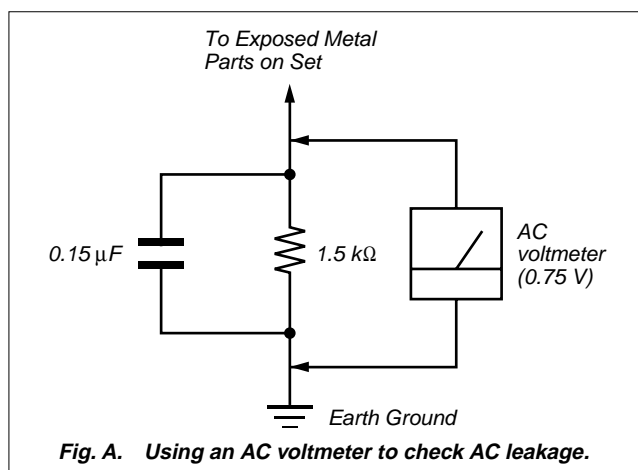 To Exposed Metal
Parts on Set
0.15 µF
1.5 kΩ
AC
voltmeter
(0.75 V)
Earth Ground
Fig. A. Using an AC voltmeter to check AC leakage.